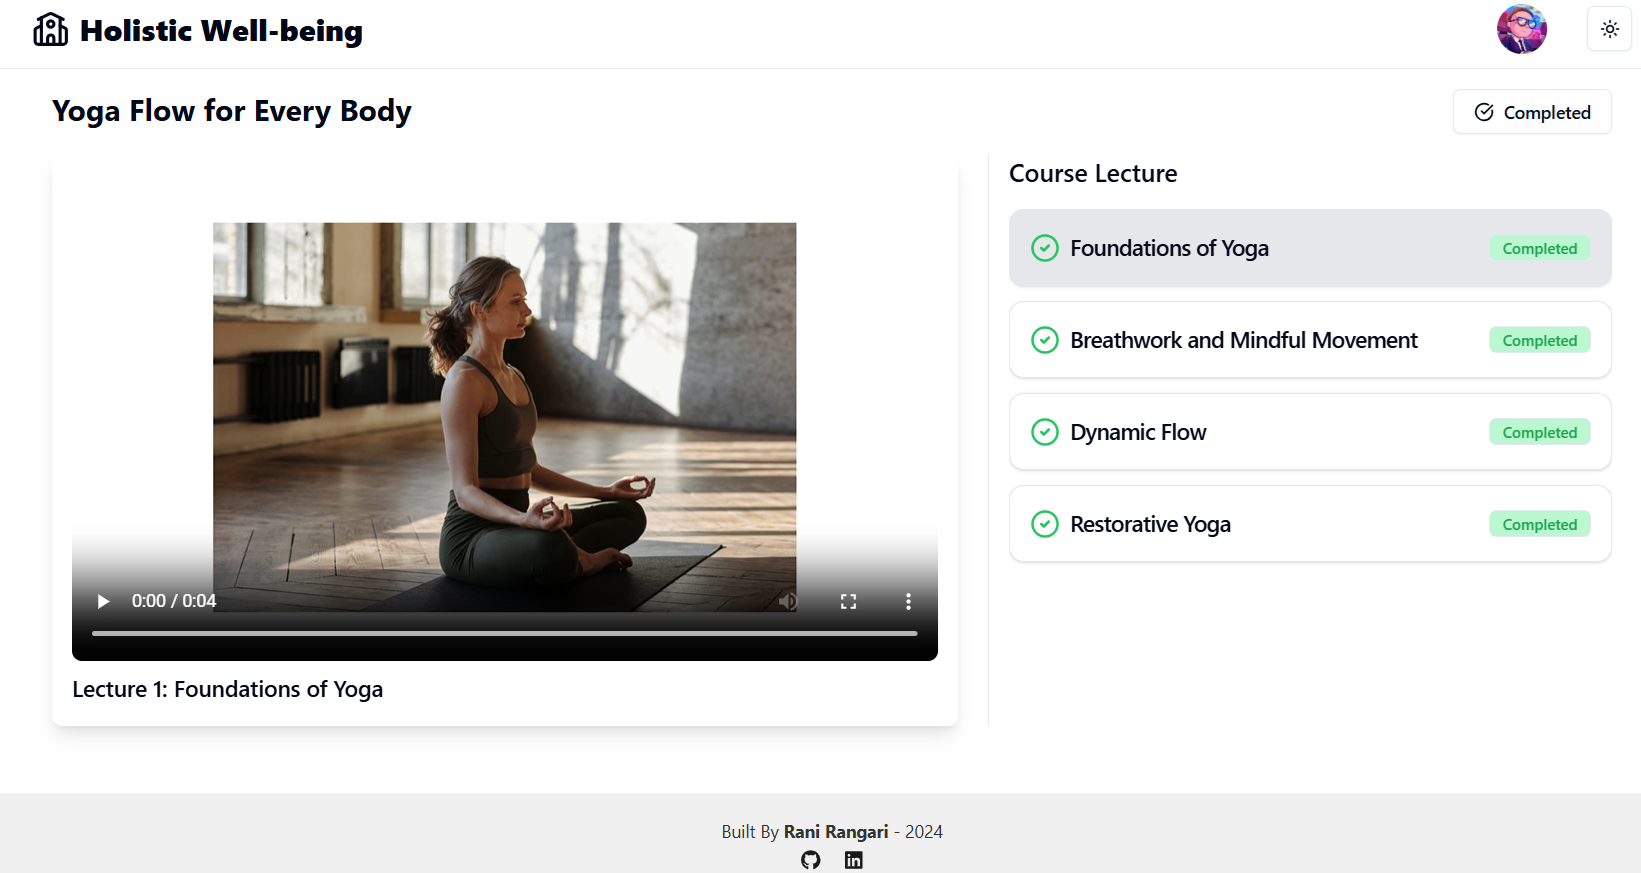 Holistic Well-being
Yoga Flow for Every Body
Completed
Course Lecture
Foundations of Yoga
Completed
Breathwork and Mindful Movement
Completed
Dynamic Flow
Completed
Restorative Yoga
Completed
0:00 / 0:04
Lecture 1: Foundations of Yoga
Built By Rani Rangari - 2024
in